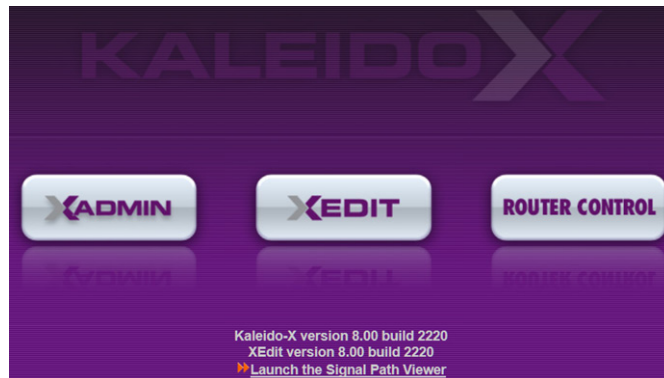 KALEIDO X
XADMIN
XEDIT
ROUTER CONTROL
Kaleido-X version 8.00 build 2220
XEdit version 8.00 build 2220
Launch the Signal Path Viewer